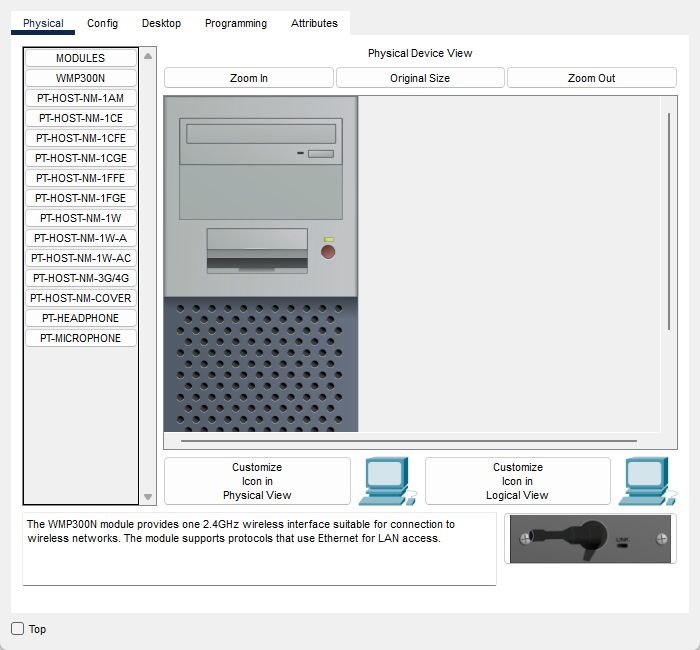 Physical
Config
Desktop
Programming
Attributes
MODULES
WMP300N
PT-HOST-NM-1AM
PT-HOST-NM-1CE
PT-HOST-NM-1CFE
PT-HOST-NM-1CGE
PT-HOST-NM-1FFE
PT-HOST-NM-1FGE
PT-HOST-NM-1W
PT-HOST-NM-1W-A
PT-HOST-NM-1W-AC
PT-HOST-NM-3G/4G
PT-HOST-NM-COVER
PT-HEADPHONE
PT-MICROPHONE
Physical Device View
Zoom In
Original Size
Zoom Out
Customize
Icon in
Physical View
Customize
Icon in
Logical View
The WMP300N module provides one 2.4GHz wireless interface suitable for connection to
wireless networks. The module supports protocols that use Ethernet for LAN access.
LINK
Top